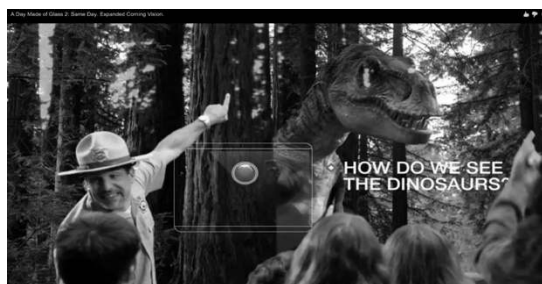 A Day Made of Glass 2: Same Day. Expanded Corning Vision.
HOW DO WE SEE
THE DINOSAURS?